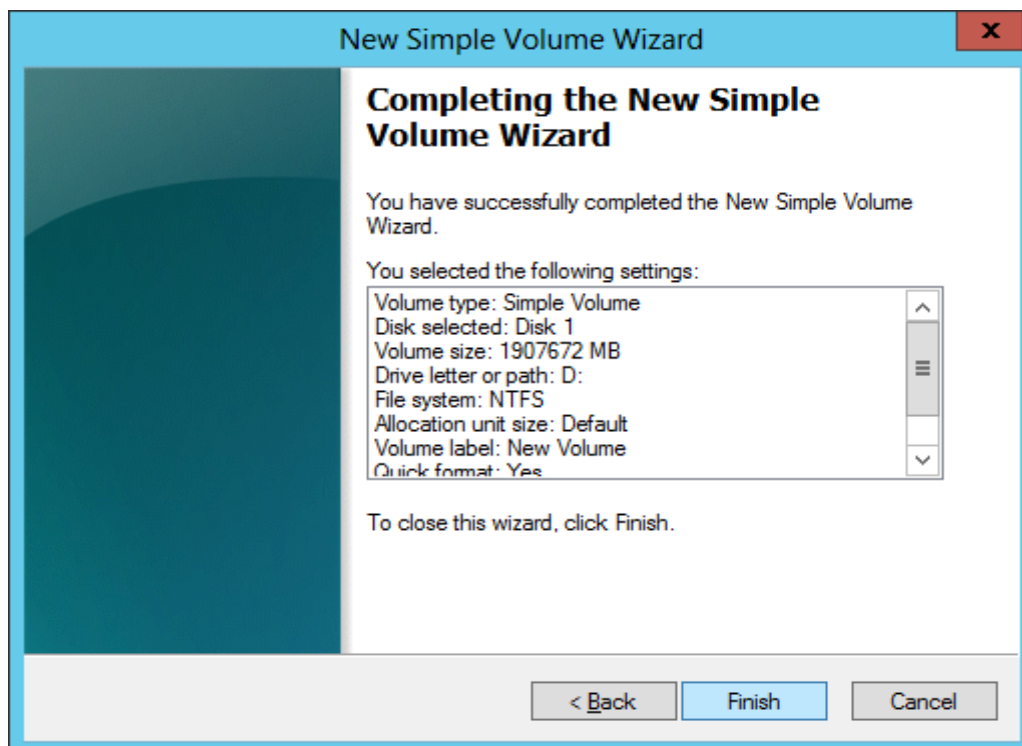 New Simple Volume Wizard
x
Completing the New Simple
Volume Wizard
You have successfully completed the New Simple Volume
Wizard.
You selected the following settings:
Volume type: Simple Volume
Disk selected: Disk 1
Volume size: 1907672 MB
Drive letter or path: D:
File system: NTFS
Allocation unit size: Default
Volume label: New Volume
Quick format: Yes
To close this wizard, click Finish.
< Back
Finish
Cancel